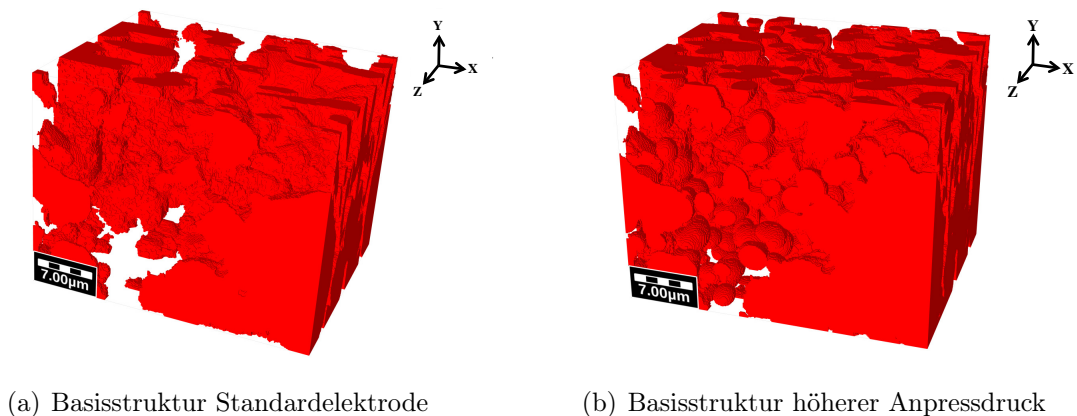 Y
X
Z
7.00µm
Y
X
Z
7.00µm
(a) Basisstruktur Standardelektrode
(b) Basisstruktur höherer Anpressdruck